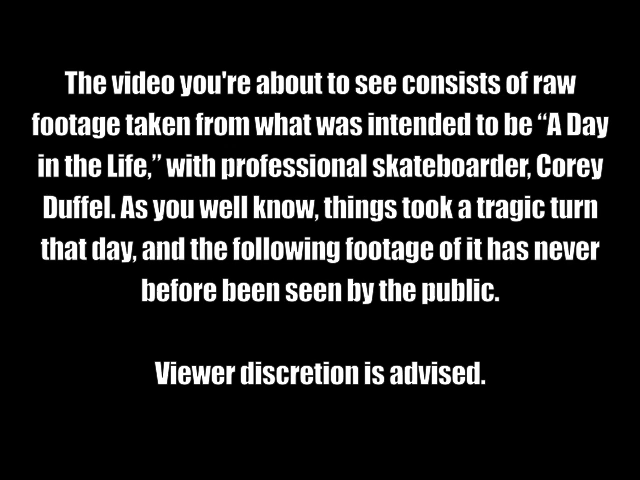 The video you're about to see consists of raw
footage taken from what was intended to be “A Day
in the Life,” with professional skateboarder, Corey
Duffel. As you well know, things took a tragic turn
that day, and the following footage of it has never
before been seen by the public.
Viewer discretion is advised.